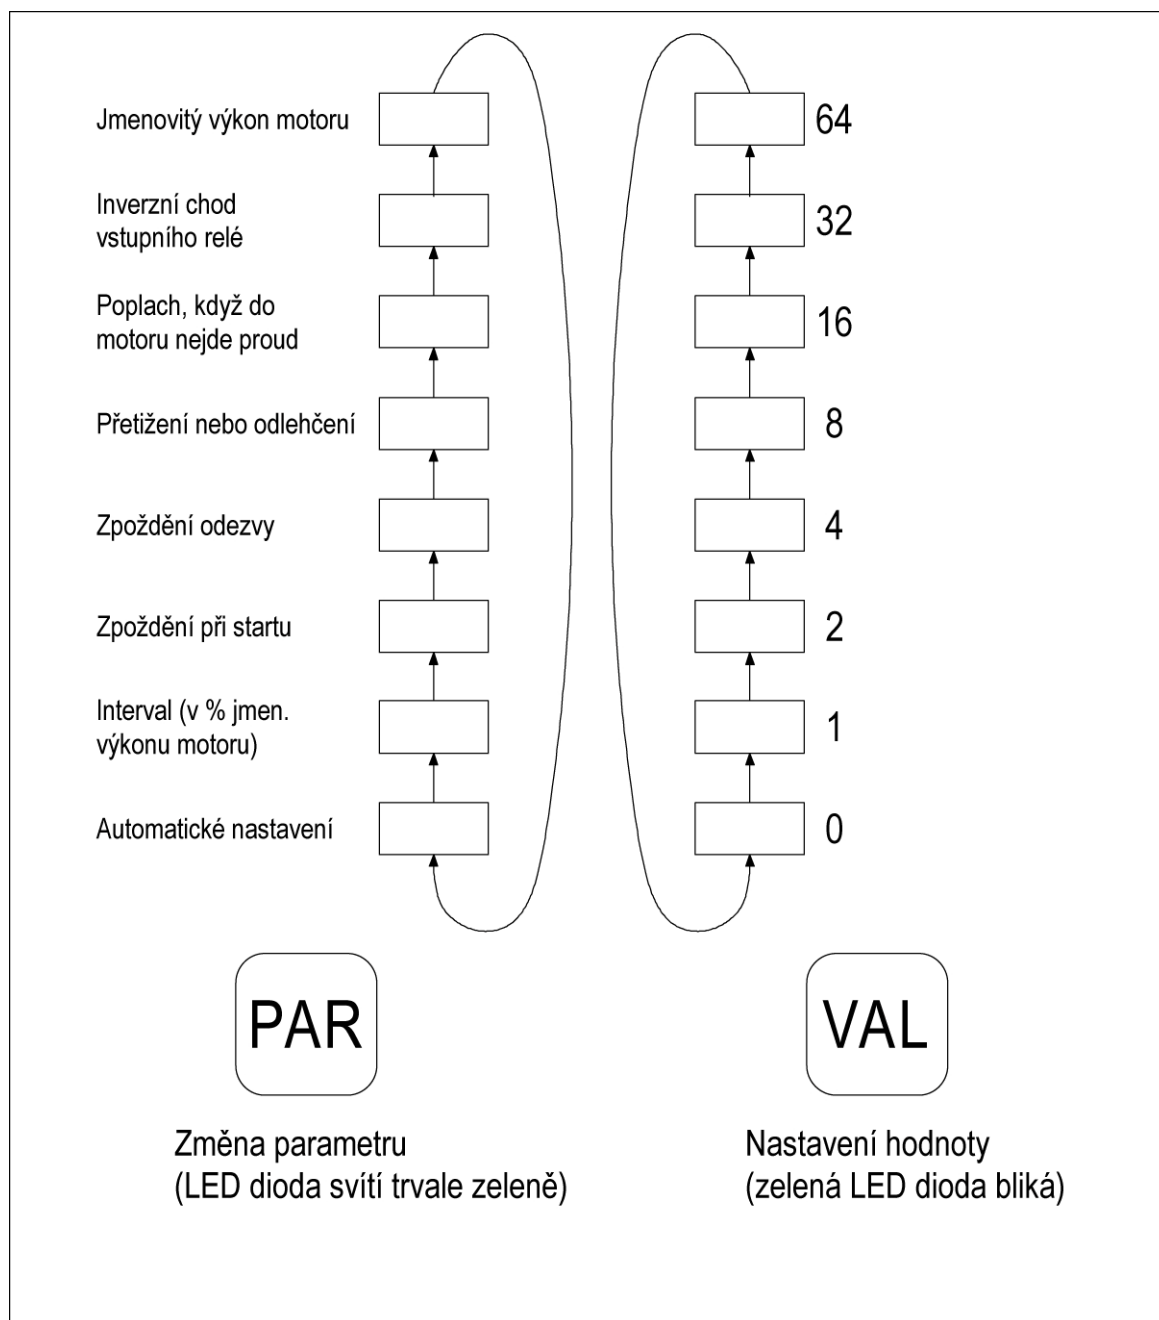 Jmenovitý výkon motoru
64
Inverzní chod
vstupního relé
32
Poplach, když do
motoru nejde proud
16
Přetižení nebo odlehčení
8
Zpoždění odezvy
4
Zpoždění při startu
2
Interval (v % jmen.
výkonu motoru)
1
Automatické nastavení
0
PAR
VAL
Změna parametru
(LED dioda svítí trvale zeleně)
Nastavení hodnoty
(zelená LED dioda bliká)